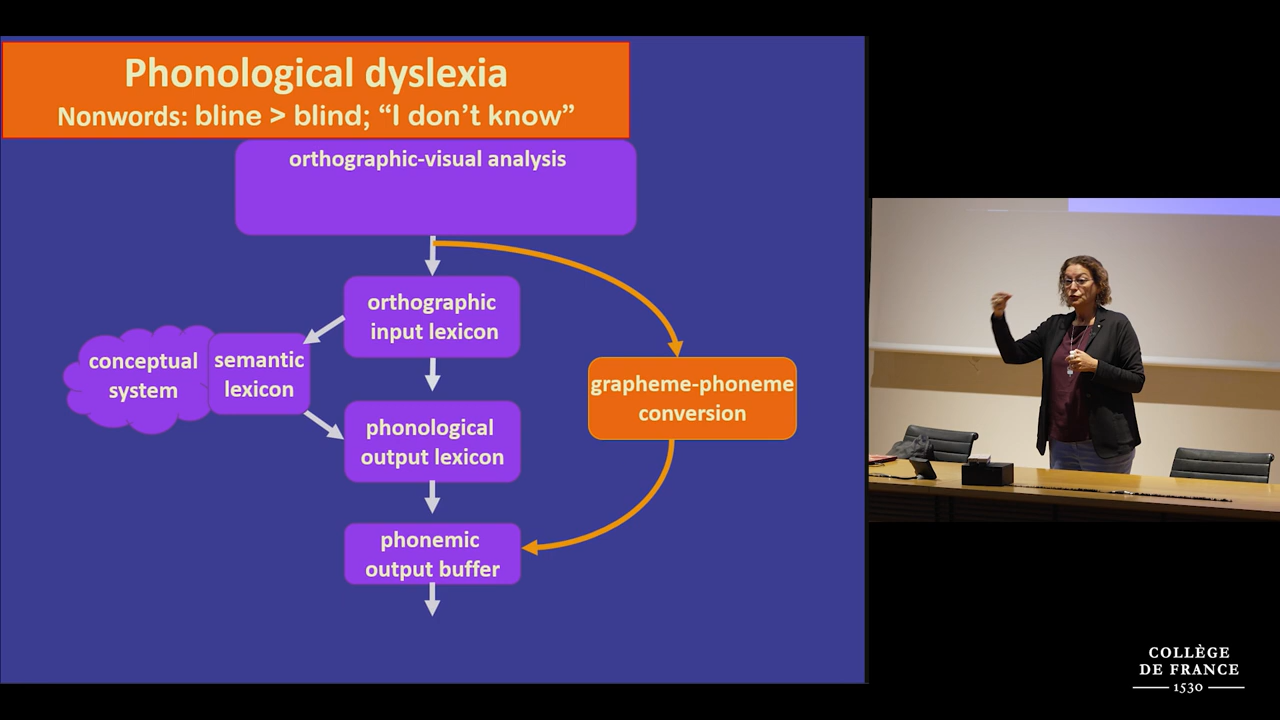 Phonological dyslexia
Nonwords: bline > blind; “I don’t know”
orthographic-visual analysis
orthographic
input lexicon
conceptual
system
semantic
lexicon
grapheme-phoneme
conversion
phonological
output lexicon
phonemic
output buffer
COLLÈGE
DE FRANCE
1530